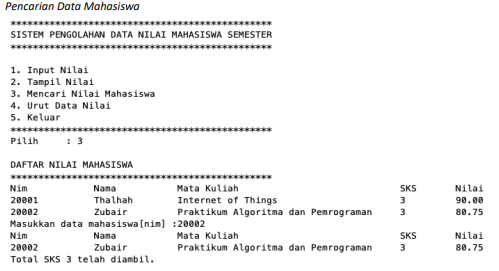 Pencarian Data Mahasiswa
***********************************************
SISTEM PENGOLAHAN DATA NILAI MAHASISWA SEMESTER
***********************************************
1. Input Nilai
2. Tampil Nilai
3. Mencari Nilai Mahasiswa
4. Urut Data Nilai
5. Keluar
***********************************************
Pilih : 3
DAFTAR NILAI MAHASISWA
***********************************************
Nim Nama Mata Kuliah SKS Nilai
20001 Thalhah Internet of Things 3 90.00
20002 Zubair Praktikum Algoritma dan Pemrograman 3 80.75
Masukkan data mahasiswa[nim] :20002
Nim Nama Mata Kuliah SKS Nilai
20002 Zubair Praktikum Algoritma dan Pemrograman 3 80.75
Total SKS 3 telah diambil.